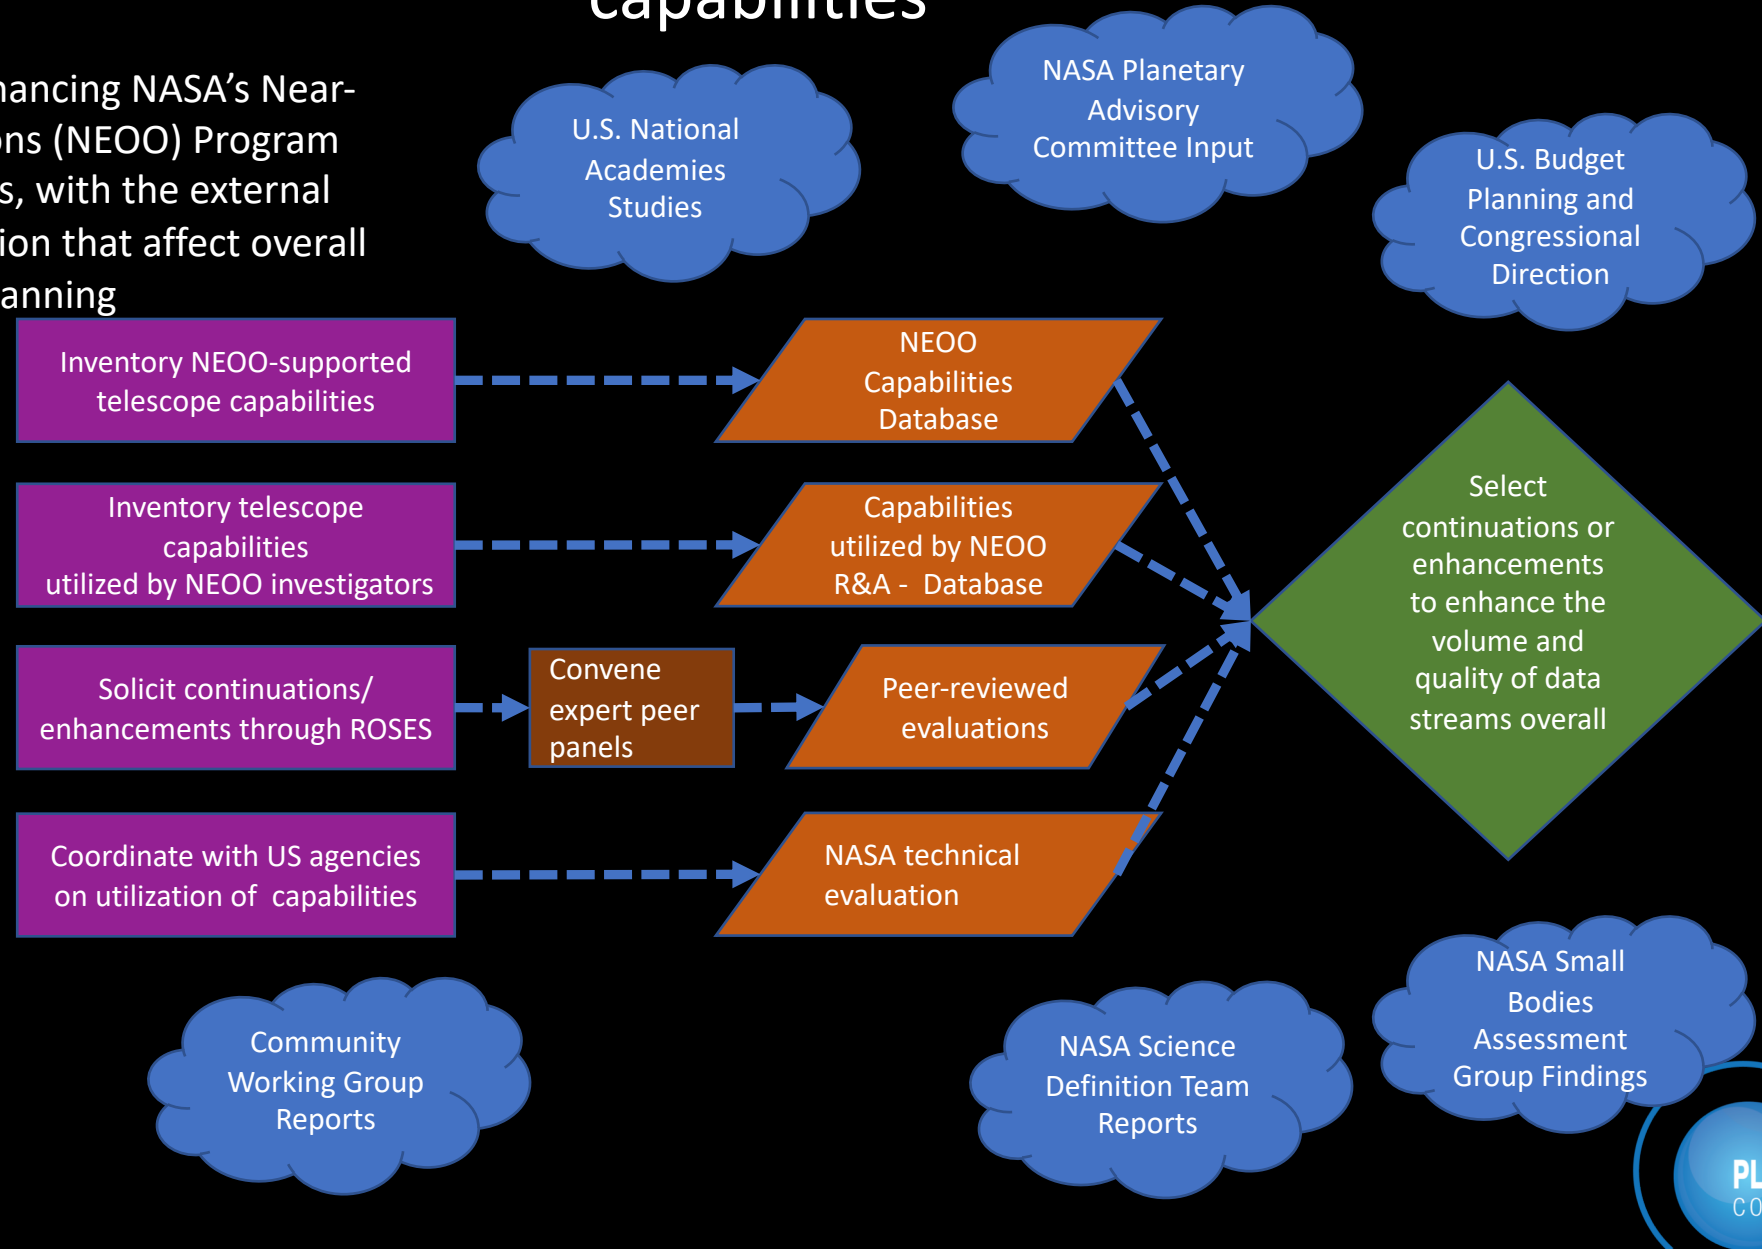 capabilities
NASA's Near-
(NEOO) Program
with the external
that affect overall
U.S. National
Academies
Studies
NASA Planetary
Advisory
Committee Input
U.S. Budget
Planning and
Congressional
Direction
Inventory NEOO-supported
telescope capabilities
NEOO
Capabilities
Database
Inventory telescope
capabilities
utilized by NEOO investigators
Capabilities
utilized by NEOO
R&A - Database
Solicit continuations/
enhancements through ROSES
Convene
expert peer
panels
Peer-reviewed
evaluations
Coordinate with US agencies
on utilization of capabilities
NASA technical
evaluation
Select
continuations or
enhancements
to enhance the
volume and
quality of data
streams overall
Community
Working Group
Reports
NASA Science
Definition Team
Reports
NASA Small
Bodies
Assessment
Group Findings